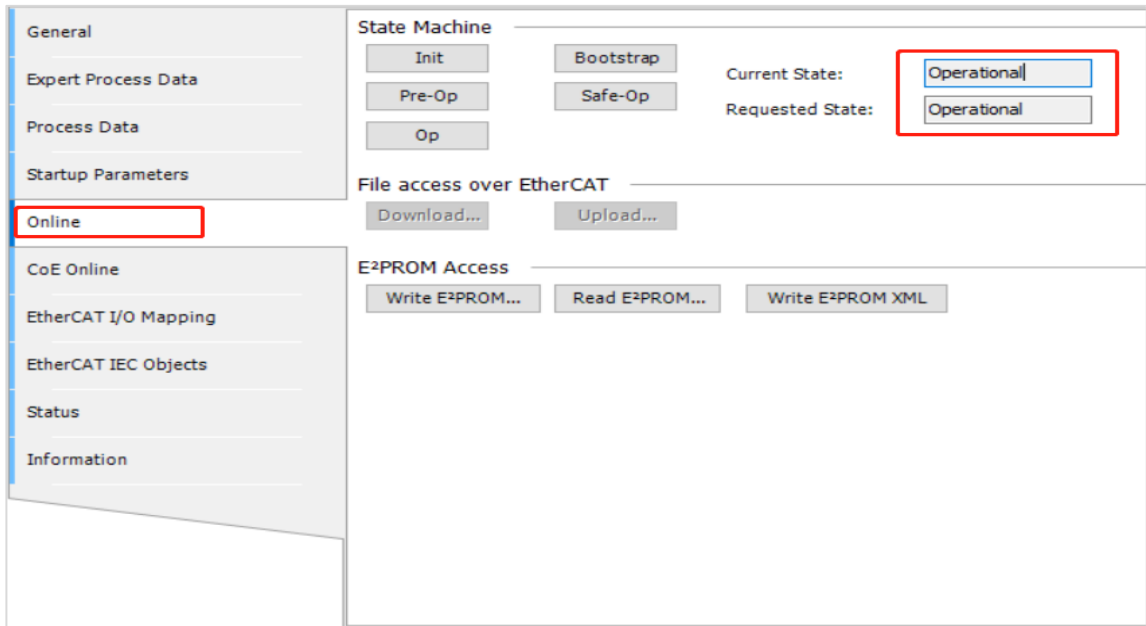 General
Expert Process Data
Process Data
Startup Parameters
Online
CoE Online
EtherCAT I/O Mapping
EtherCAT IEC Objects
Status
Information
State Machine
Init
Bootstrap
Pre-Op
Safe-Op
Op
Current State:
Operational
Requested State:
Operational
File access over EtherCAT
Download...
Upload...
E²PROM Access
Write E²PROM...
Read E²PROM...
Write E²PROM XML